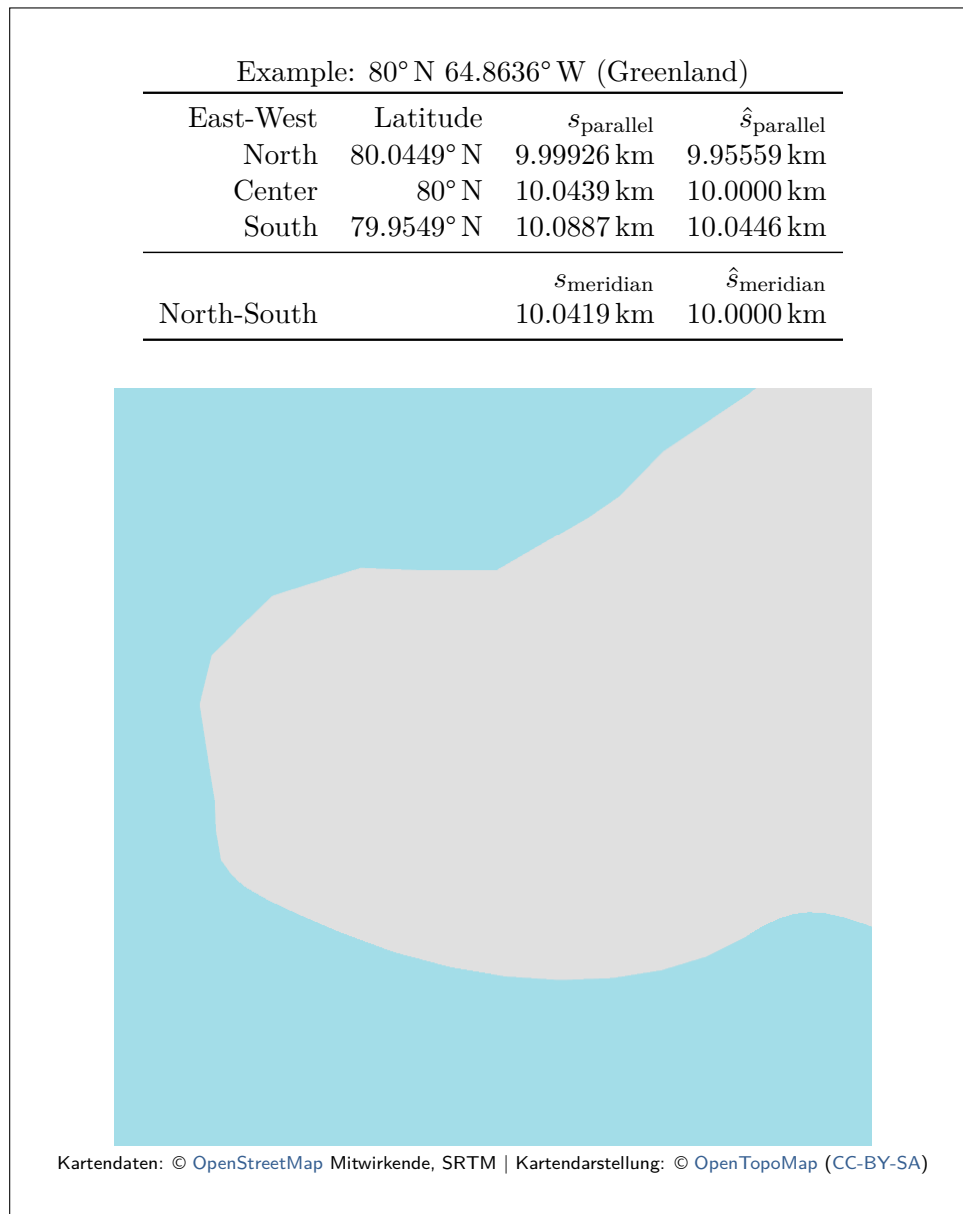 Example: 80° N 64.8636° W (Greenland)
East-West Latitude s_parallel ŝ_parallel
North 80.0449° N 9.99926 km 9.95559 km
Center 80° N 10.0439 km 10.0000 km
South 79.9549° N 10.0887 km 10.0446 km
s_meridian ŝ_meridian
North-South 10.0419 km 10.0000 km
Kartendaten: © OpenStreetMap Mitwirkende, SRTM | Kartendarstellung: © OpenTopoMap (CC-BY-SA)